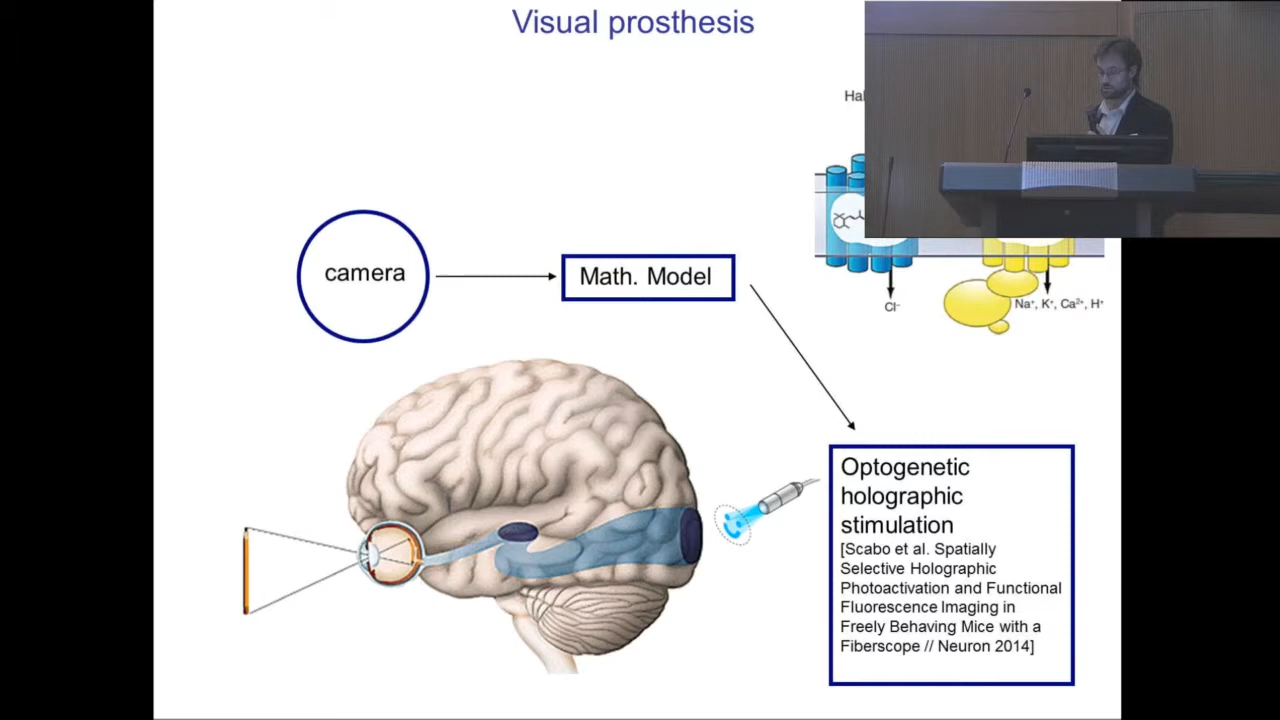 Visual prosthesis
Hal
camera
Math. Model
Cl⁻
Na⁺, K⁺, Ca²⁺, H⁺
Optogenetic
holographic
stimulation
[Scabo et al. Spatially
Selective Holographic
Photoactivation and Functional
Fluorescence Imaging in
Freely Behaving Mice with a
Fiberscope // Neuron 2014]